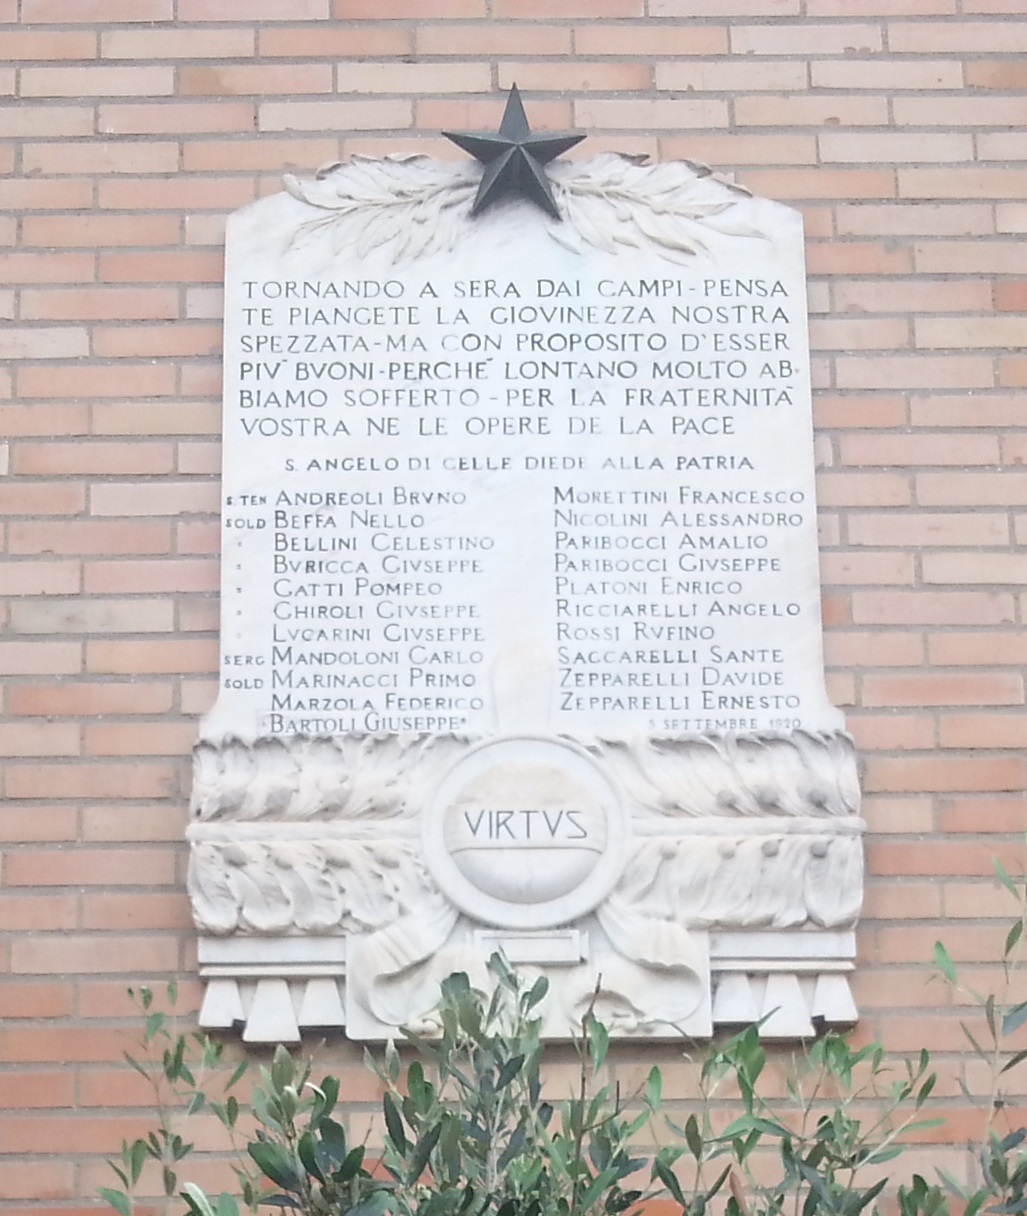 TORNANDO A SERA DAI CAMPI-PENSA
TE PIANGETE LA GIOVINEZZA NOSTRA
SPEZZATA-MA CON PROPOSITO D'ESSER
PIV' BVONI-PERCHE' LONTANO MOLTO AB-
BIAMO SOFFERTO-PER LA FRATERNITA'
VOSTRA NE LE OPERE DE LA PACE
S. ANGELO DI CELLE DIEDE ALLA PATRIA
S. TEN ANDREOLI BRVNO
SOLD BEFFA NELLO
" BELLINI CELESTINO
" BVRICCA GIVSEPPE
" GATTI POMPEO
" CHIROLI GIVSEPPE
" LVCARINI GIVSEPPE
SERG MANDOLONI CARLO
SOLD MARINACCI PRIMO
MARZOLA FEDERICO
"BARTOLI GIUSEPPE"
MORETTINI FRANCESCO
NICOLINI ALESSANDRO
PARIBOCCI AMALIO
PARIBOCCI GIVSEPPE
PLATONI ENRICO
RICCIARELLI ANGELO
ROSSI RVFINO
SACCARELLI SANTE
ZEPPARELLI DAVIDE
ZEPPARELLI ERNESTO
5 SETTEMBRE 1920
VIRTVS